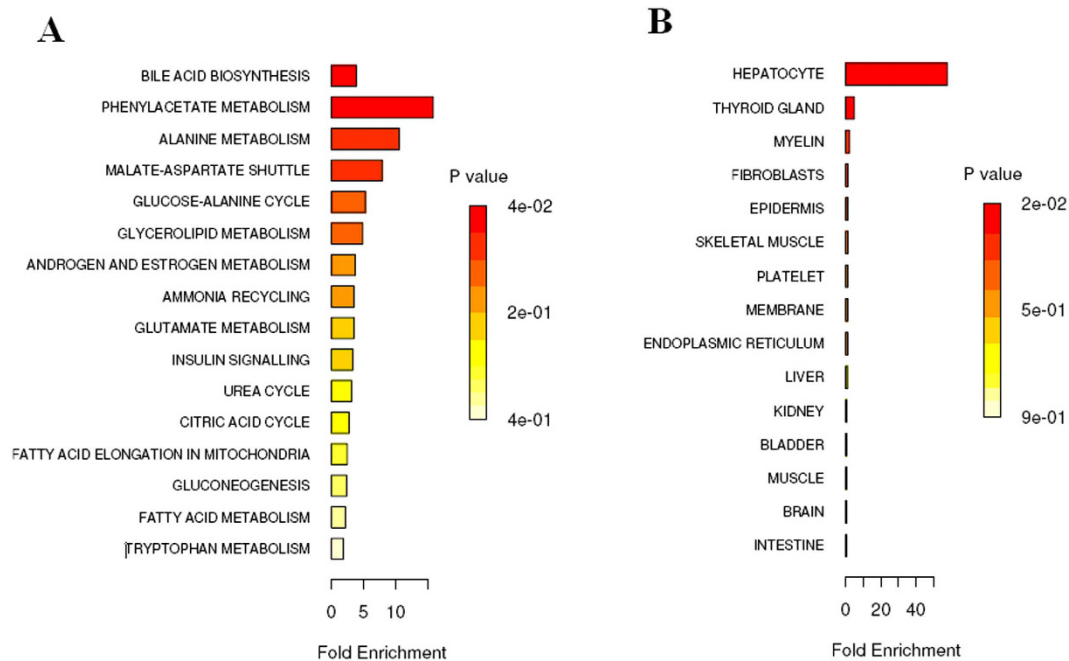 A
BILE ACID BIOSYNTHESIS
PHENYLACETATE METABOLISM
ALANINE METABOLISM
MALATE-ASPARTATE SHUTTLE
GLUCOSE-ALANINE CYCLE
GLYCEROLIPID METABOLISM
ANDROGEN AND ESTROGEN METABOLISM
AMMONIA RECYCLING
GLUTAMATE METABOLISM
INSULIN SIGNALLING
UREA CYCLE
CITRIC ACID CYCLE
FATTY ACID ELONGATION IN MITOCHONDRIA
GLUCONEOGENESIS
FATTY ACID METABOLISM
TRYPTOPHAN METABOLISM
0 5 10
Fold Enrichment
P value
4e-02
2e-01
4e-01
B
HEPATOCYTE
THYROID GLAND
MYELIN
FIBROBLASTS
EPIDERMIS
SKELETAL MUSCLE
PLATELET
MEMBRANE
ENDOPLASMIC RETICULUM
LIVER
KIDNEY
BLADDER
MUSCLE
BRAIN
INTESTINE
0 20 40
Fold Enrichment
P value
2e-02
5e-01
9e-01